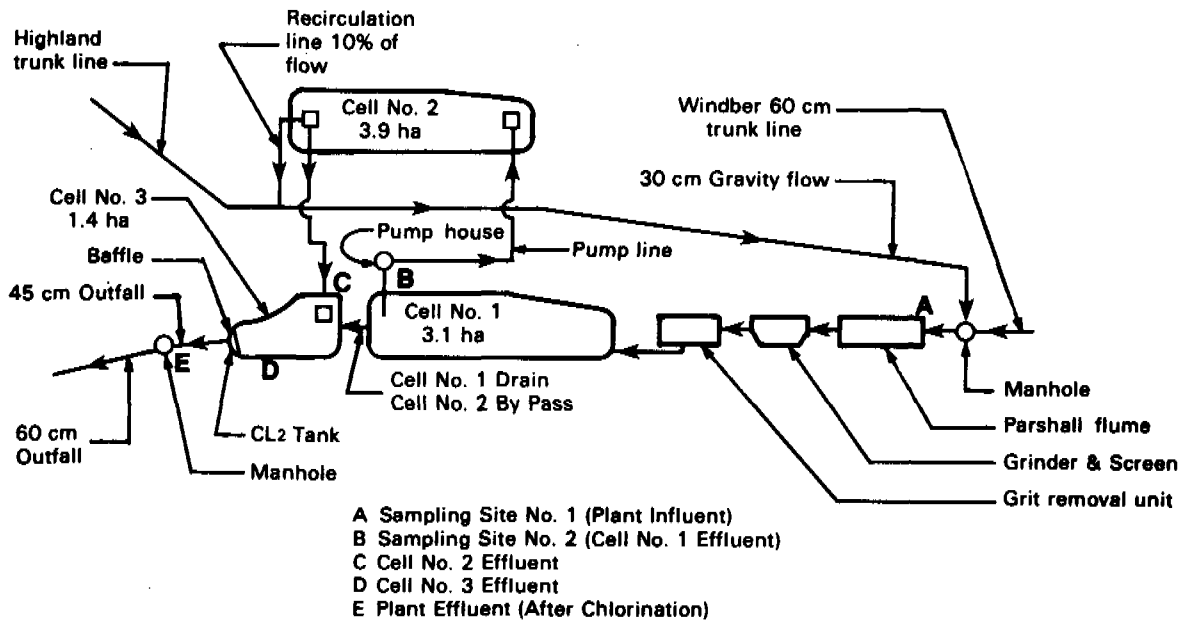 Highland
trunk line
Recirculation
line 10% of
flow
Cell No. 2
3.9 ha
Windber 60 cm
trunk line
30 cm Gravity flow
Cell No. 3
1.4 ha
Baffle
45 cm Outfall
Pump house
Pump line
C
B
A
Cell No. 1
3.1 ha
E
D
Cell No. 1 Drain
Cell No. 2 By Pass
Manhole
Parshall flume
Grinder & Screen
Grit removal unit
60 cm
Outfall
CL2 Tank
Manhole
A Sampling Site No. 1 (Plant Influent)
B Sampling Site No. 2 (Cell No. 1 Effluent)
C Cell No. 2 Effluent
D Cell No. 3 Effluent
E Plant Effluent (After Chlorination)